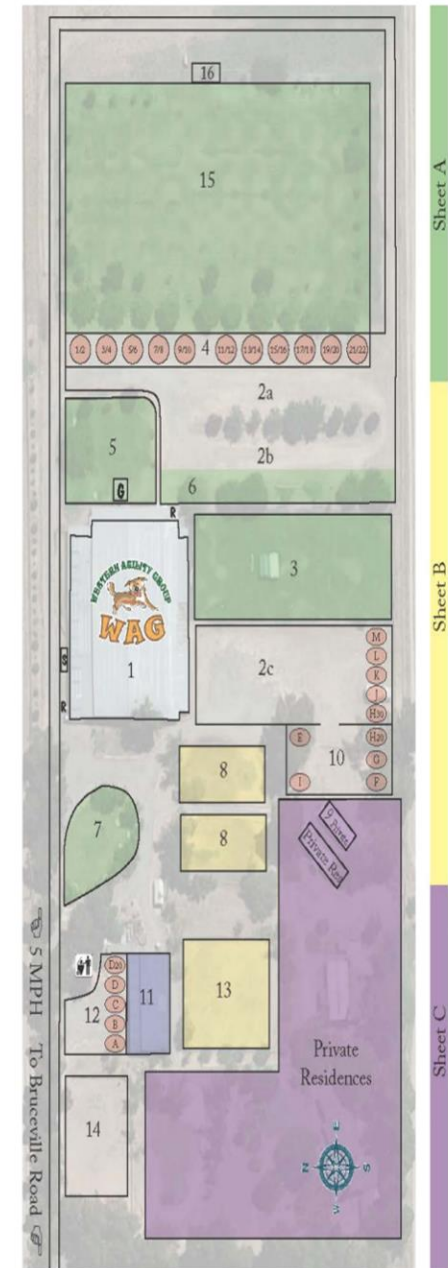 16
15
Sheet A
1/2 3/4 5/6 7/8 9/10 4 11/12 13/14 15/16 17/18 19/20 21/22
2a
5
2b
G
6
R
WESTERN AGILITY GROUP
WAG
3
Sheet B
1
2c
M
L
K
J
H30
E
H20
10
G
I
F
8
7
8
9 Private Res
5 MPH To Bruceville Road
D20
D
C
B
A
12
11
13
Sheet C
Private
Residences
14
E
N
S
W